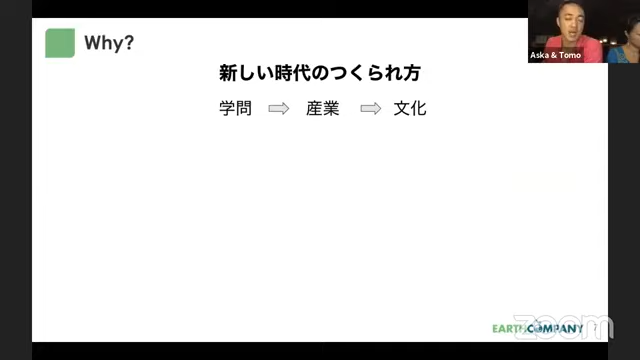 Why?
Aska & Tomo
新しい時代のつくられ方
学問 ⇨ 産業 ⇨ 文化
EARTH COMPANY
zoom